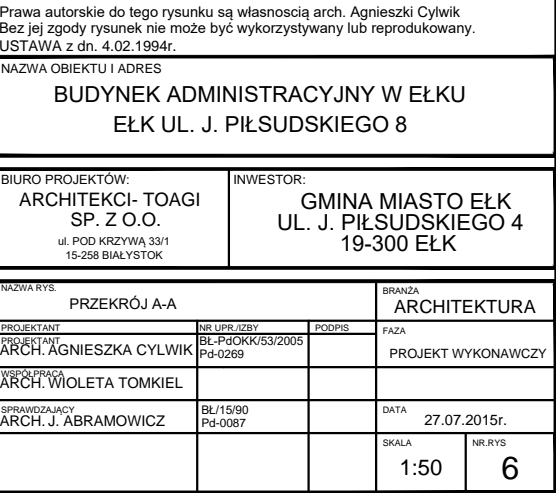 Prawa autorskie do tego rysunku są własnoscią arch. Agnieszki Cylwik
Bez jej zgody rysunek nie może być wykorzystywany lub reprodukowany.
USTAWA z dn. 4.02.1994r.
NAZWA OBIEKTU I ADRES
BUDYNEK ADMINISTRACYJNY W EŁKU
EŁK UL. J. PIŁSUDSKIEGO 8
BIURO PROJEKTÓW:
ARCHITEKCI- TOAGI
SP. Z O.O.
ul. POD KRZYWĄ 33/1
15-258 BIAŁYSTOK
INWESTOR:
GMINA MIASTO EŁK
UL. J. PIŁSUDSKIEGO 4
19-300 EŁK
NAZWA RYS.
PRZEKRÓJ A-A
BRANŻA
ARCHITEKTURA
PROJEKTANT NR UPR./IZBY PODPIS
FAZA
PROJEKT WYKONAWCZY
PROJEKTANT
ARCH. AGNIESZKA CYLWIK
BŁ-PdOKK/53/2005
Pd-0269
WSPÓŁPRACA
ARCH. WIOLETA TOMKIEL
SPRAWDZAJĄCY
ARCH. J. ABRAMOWICZ
BŁ/15/90
Pd-0087
DATA
27.07.2015r.
SKALA
1:50
NR.RYS
6